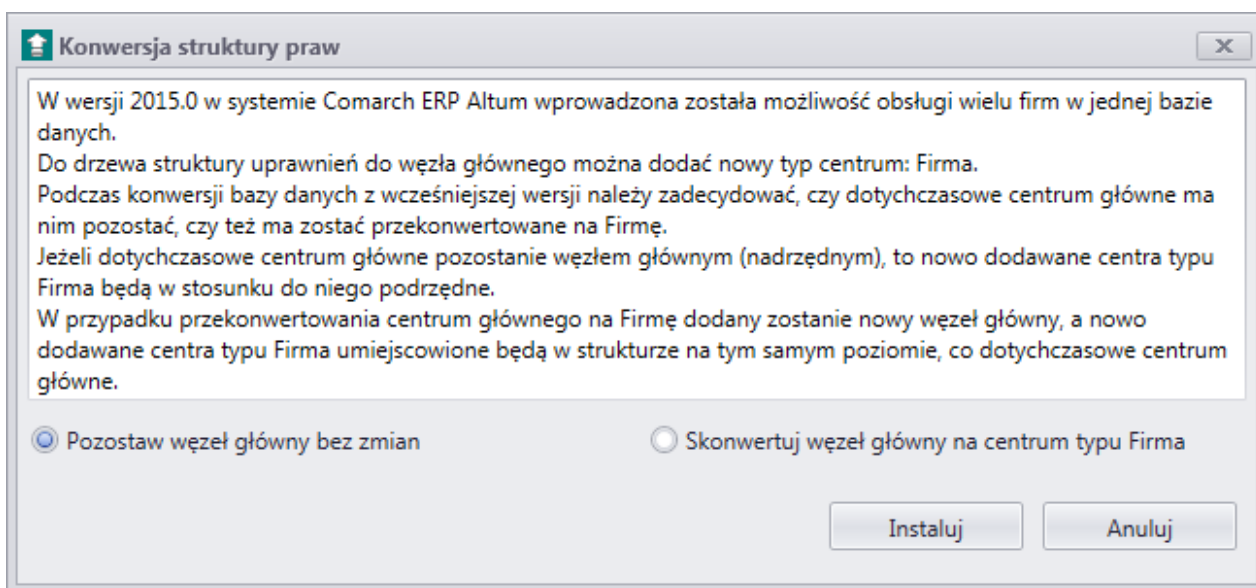 Konwersja struktury praw
W wersji 2015.0 w systemie Comarch ERP Altum wprowadzona została możliwość obsługi wielu firm w jednej bazie
danych.
Do drzewa struktury uprawnień do węzła głównego można dodać nowy typ centrum: Firma.
Podczas konwersji bazy danych z wcześniejszej wersji należy zadecydować, czy dotychczasowe centrum główne ma
nim pozostać, czy też ma zostać przekonwertowane na Firmę.
Jeżeli dotychczasowe centrum główne pozostanie węzłem głównym (nadrzędnym), to nowo dodawane centra typu
Firma będą w stosunku do niego podrzędne.
W przypadku przekonwertowania centrum głównego na Firmę dodany zostanie nowy węzeł główny, a nowo
dodawane centra typu Firma umiejscowione będą w strukturze na tym samym poziomie, co dotychczasowe centrum
główne.
Pozostaw węzeł główny bez zmian
Skonwertuj węzeł główny na centrum typu Firma
Instaluj
Anuluj